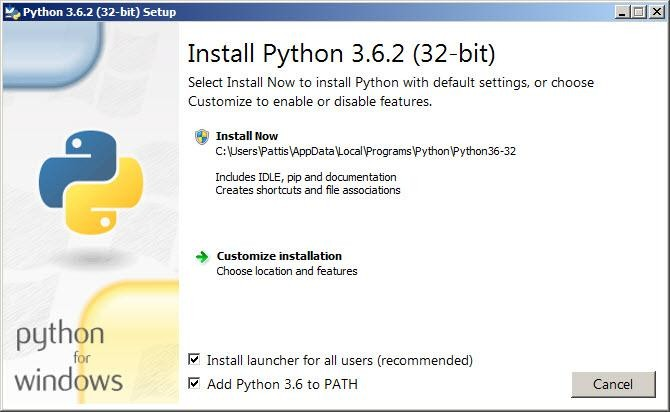 Python 3.6.2 (32-bit) Setup
Install Python 3.6.2 (32-bit)
Select Install Now to install Python with default settings, or choose
Customize to enable or disable features.
Install Now
C:\Users\Pattis\AppData\Local\Programs\Python\Python36-32
Includes IDLE, pip and documentation
Creates shortcuts and file associations
Customize installation
Choose location and features
python
for
windows
Install launcher for all users (recommended)
Add Python 3.6 to PATH
Cancel